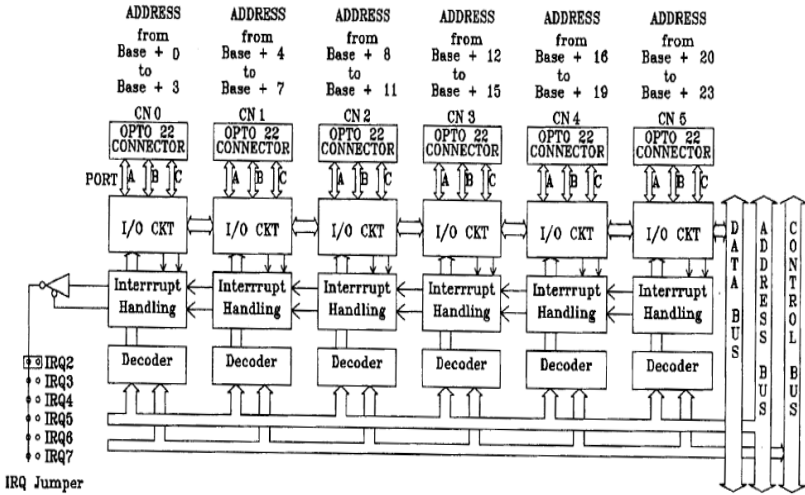 ADDRESS ADDRESS ADDRESS ADDRESS ADDRESS ADDRESS
from from from from from from
Base + 0 Base + 4 Base + 8 Base + 12 Base + 16 Base + 20
to to to to to to
Base + 3 Base + 7 Base + 11 Base + 15 Base + 19 Base + 23
CN 0 CN 1 CN 2 CN 3 CN 4 CN 5
OPTO 22 OPTO 22 OPTO 22 OPTO 22 OPTO 22 OPTO 22
CONNECTOR CONNECTOR CONNECTOR CONNECTOR CONNECTOR CONNECTOR
PORT A B C A B C A B C A B C A B C A B C
I/O CKT I/O CKT I/O CKT I/O CKT I/O CKT I/O CKT
Interrrupt Interrrupt Interrrupt Interrrupt Interrrupt Interrrupt
Handling Handling Handling Handling Handling Handling
Decoder Decoder Decoder Decoder Decoder Decoder
DATA BUS
ADDRESS BUS
CONTROL BUS
IRQ2
IRQ3
IRQ4
IRQ5
IRQ6
IRQ7
IRQ Jumper